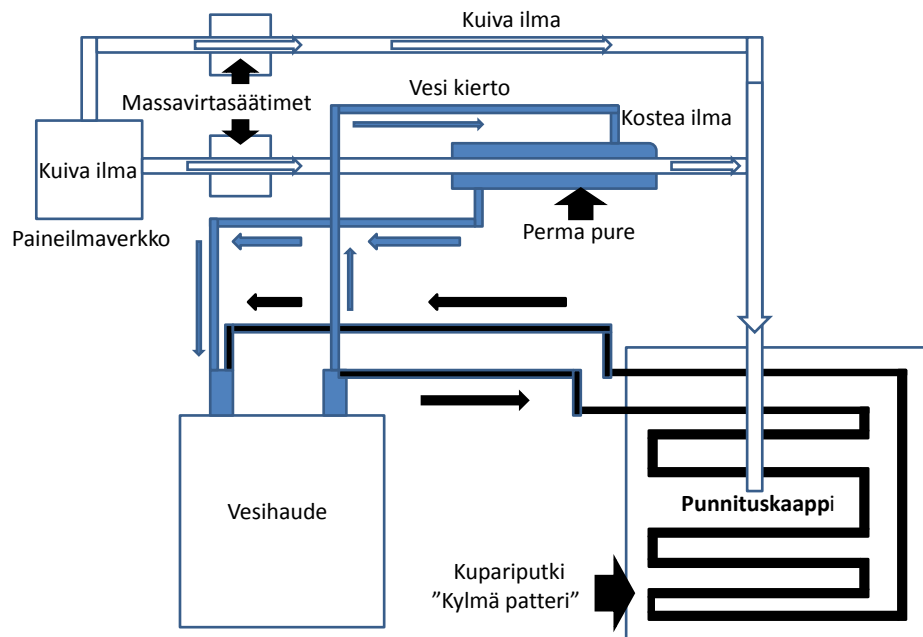 Kuiva ilma
Vesi kierto
Massavirtasäätimet
Kostea ilma
Kuiva ilma
Paineilmaverkko
Perma pure
Vesihaude
Punnituskaappi
Kupariputki
”Kylmä patteri”